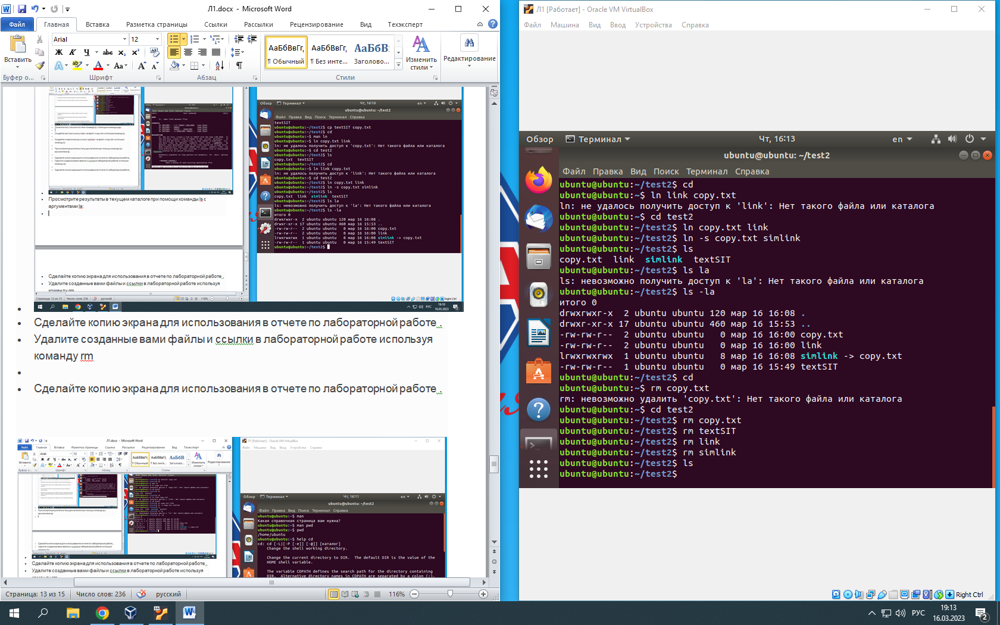 Л1.docx - Microsoft Word
Файл Главная Вставка Разметка страницы Ссылки Рассылки Рецензирование Вид Техэксперт
Arial 12
Вставить
Ж К Ч abc x₂ x²
АаБбВвГг, АаБбВвГг, АаБбВ
¶ Обычный ¶ Без инте... Заголово...
Изменить стили
Редактирование
Буфер о... Шрифт Абзац Стили
Просмотрите результаты в текущем каталоге при помощи команды ls с
аргументами la:
Сделайте копию экрана для использования в отчете по лабораторной работе .
Удалите созданные вами файлы и ссылки в лабораторной работе используя
команду rm
Обзор Терминал Чт, 16:10 en
ubuntu@ubuntu: ~/test2
Файл Правка Вид Поиск Терминал Справка
textSIT
ubuntu@ubuntu:~/test2$ cp textSIT copy.txt
ubuntu@ubuntu:~/test2$ cd
ubuntu@ubuntu:~$ man ln
ubuntu@ubuntu:~$ ln copy.txt link
ln: не удалось получить доступ к 'copy.txt': Нет такого файла или каталога
ubuntu@ubuntu:~$ cd test2
ubuntu@ubuntu:~/test2$ ls
copy.txt textSIT
ubuntu@ubuntu:~/test2$ cd
ubuntu@ubuntu:~$ ln link copy.txt
ln: не удалось получить доступ к 'link': Нет такого файла или каталога
ubuntu@ubuntu:~$ cd test2
ubuntu@ubuntu:~/test2$ ln copy.txt link
ubuntu@ubuntu:~/test2$ ln -s copy.txt simlink
ubuntu@ubuntu:~/test2$ ls
copy.txt link simlink textSIT
ubuntu@ubuntu:~/test2$ ls la
ls: невозможно получить доступ к 'la': Нет такого файла или каталога
ubuntu@ubuntu:~/test2$ ls -la
итого 0
drwxrwxr-x 2 ubuntu ubuntu 120 мар 16 16:08 .
drwxr-xr-x 17 ubuntu ubuntu 460 мар 16 15:53 ..
-rw-rw-r-- 2 ubuntu ubuntu 0 мар 16 16:00 copy.txt
-rw-rw-r-- 2 ubuntu ubuntu 0 мар 16 16:00 link
lrwxrwxrwx 1 ubuntu ubuntu 8 мар 16 16:08 simlink -> copy.txt
-rw-rw-r-- 1 ubuntu ubuntu 0 мар 16 15:49 textSIT
ubuntu@ubuntu:~/test2$
Страница: 12 из 13 Число слов: 236 русский 116%
Right Ctrl
РУС 19:10
16.03.2023
Сделайте копию экрана для использования в отчете по лабораторной работе .
Удалите созданные вами файлы и ссылки в лабораторной работе используя
команду rm
Сделайте копию экрана для использования в отчете по лабораторной работе .
Л1.docx - Microsoft Word
Л1 [Работает] - Oracle VM VirtualBox
Сделайте копию экрана для использования в отчете по лабораторной работе .
Удалите созданные вами файлы и ссылки в лабораторной работе используя
Обзор Терминал Чт, 16:11 en
ubuntu@ubuntu: ~/test2
Файл Правка Вид Поиск Терминал Справка
ubuntu@ubuntu:~$ man
Какая справочная страница вам нужна?
ubuntu@ubuntu:~$ man pwd
ubuntu@ubuntu:~$ pwd
/home/ubuntu
ubuntu@ubuntu:~$ help cd
cd: cd [-L|[-P [-e]] [-@]] [каталог]
Change the shell working directory.
Change the current directory to DIR. The default DIR is the value of the
HOME shell variable.
The variable CDPATH defines the search path for the directory containing
DIR. Alternative directory names in CDPATH are separated by a colon (:).
Страница: 13 из 15 Число слов: 236 русский 116%
Л1 [Работает] - Oracle VM VirtualBox
Файл Машина Вид Ввод Устройства Справка
Обзор Терминал Чт, 16:13 en
ubuntu@ubuntu: ~/test2
Файл Правка Вид Поиск Терминал Справка
ubuntu@ubuntu:~/test2$ cd
ubuntu@ubuntu:~$ ln link copy.txt
ln: не удалось получить доступ к 'link': Нет такого файла или каталога
ubuntu@ubuntu:~$ cd test2
ubuntu@ubuntu:~/test2$ ln copy.txt link
ubuntu@ubuntu:~/test2$ ln -s copy.txt simlink
ubuntu@ubuntu:~/test2$ ls
copy.txt link simlink textSIT
ubuntu@ubuntu:~/test2$ ls la
ls: невозможно получить доступ к 'la': Нет такого файла или каталога
ubuntu@ubuntu:~/test2$ ls -la
итого 0
drwxrwxr-x 2 ubuntu ubuntu 120 мар 16 16:08 .
drwxr-xr-x 17 ubuntu ubuntu 460 мар 16 15:53 ..
-rw-rw-r-- 2 ubuntu ubuntu 0 мар 16 16:00 copy.txt
-rw-rw-r-- 2 ubuntu ubuntu 0 мар 16 16:00 link
lrwxrwxrwx 1 ubuntu ubuntu 8 мар 16 16:08 simlink -> copy.txt
-rw-rw-r-- 1 ubuntu ubuntu 0 мар 16 15:49 textSIT
ubuntu@ubuntu:~/test2$ cd
ubuntu@ubuntu:~$ rm copy.txt
rm: невозможно удалить 'copy.txt': Нет такого файла или каталога
ubuntu@ubuntu:~$ cd test2
ubuntu@ubuntu:~/test2$ rm copy.txt
ubuntu@ubuntu:~/test2$ rm textSIT
ubuntu@ubuntu:~/test2$ rm link
ubuntu@ubuntu:~/test2$ rm simlink
ubuntu@ubuntu:~/test2$ ls
ubuntu@ubuntu:~/test2$
Right Ctrl
РУС
19:13
16.03.2023
2